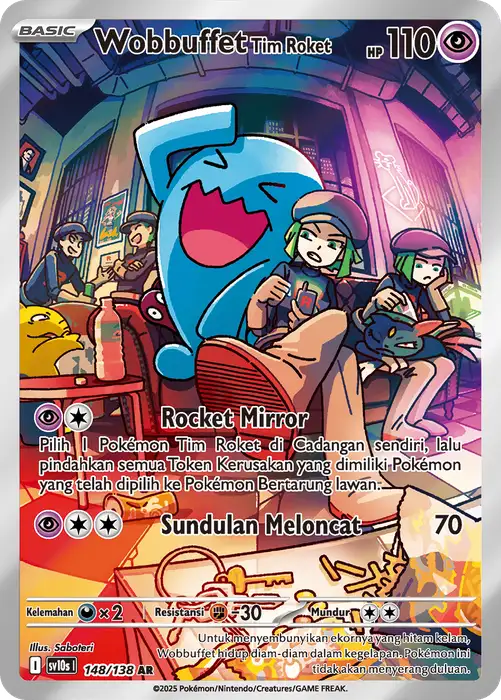 BASIC
Wobbuffet Tim Roket HP 110
Rocket Mirror
Pilih 1 Pokémon Tim Roket di Cadangan sendiri, lalu
pindahkan semua Token Kerusakan yang dimiliki Pokémon
yang telah dipilih ke Pokémon Bertarung lawan.
Sundulan Meloncat 70
Kelemahan ×2 Resistansi -30 Mundur
Illus. Saboteri
I sv10s I 148/138 AR
Untuk menyembunyikan ekornya yang hitam kelam,
Wobbuffet hidup diam-diam dalam kegelapan. Pokémon ini
tidak akan menyerang duluan.
©2025 Pokémon/Nintendo/Creatures/GAME FREAK.